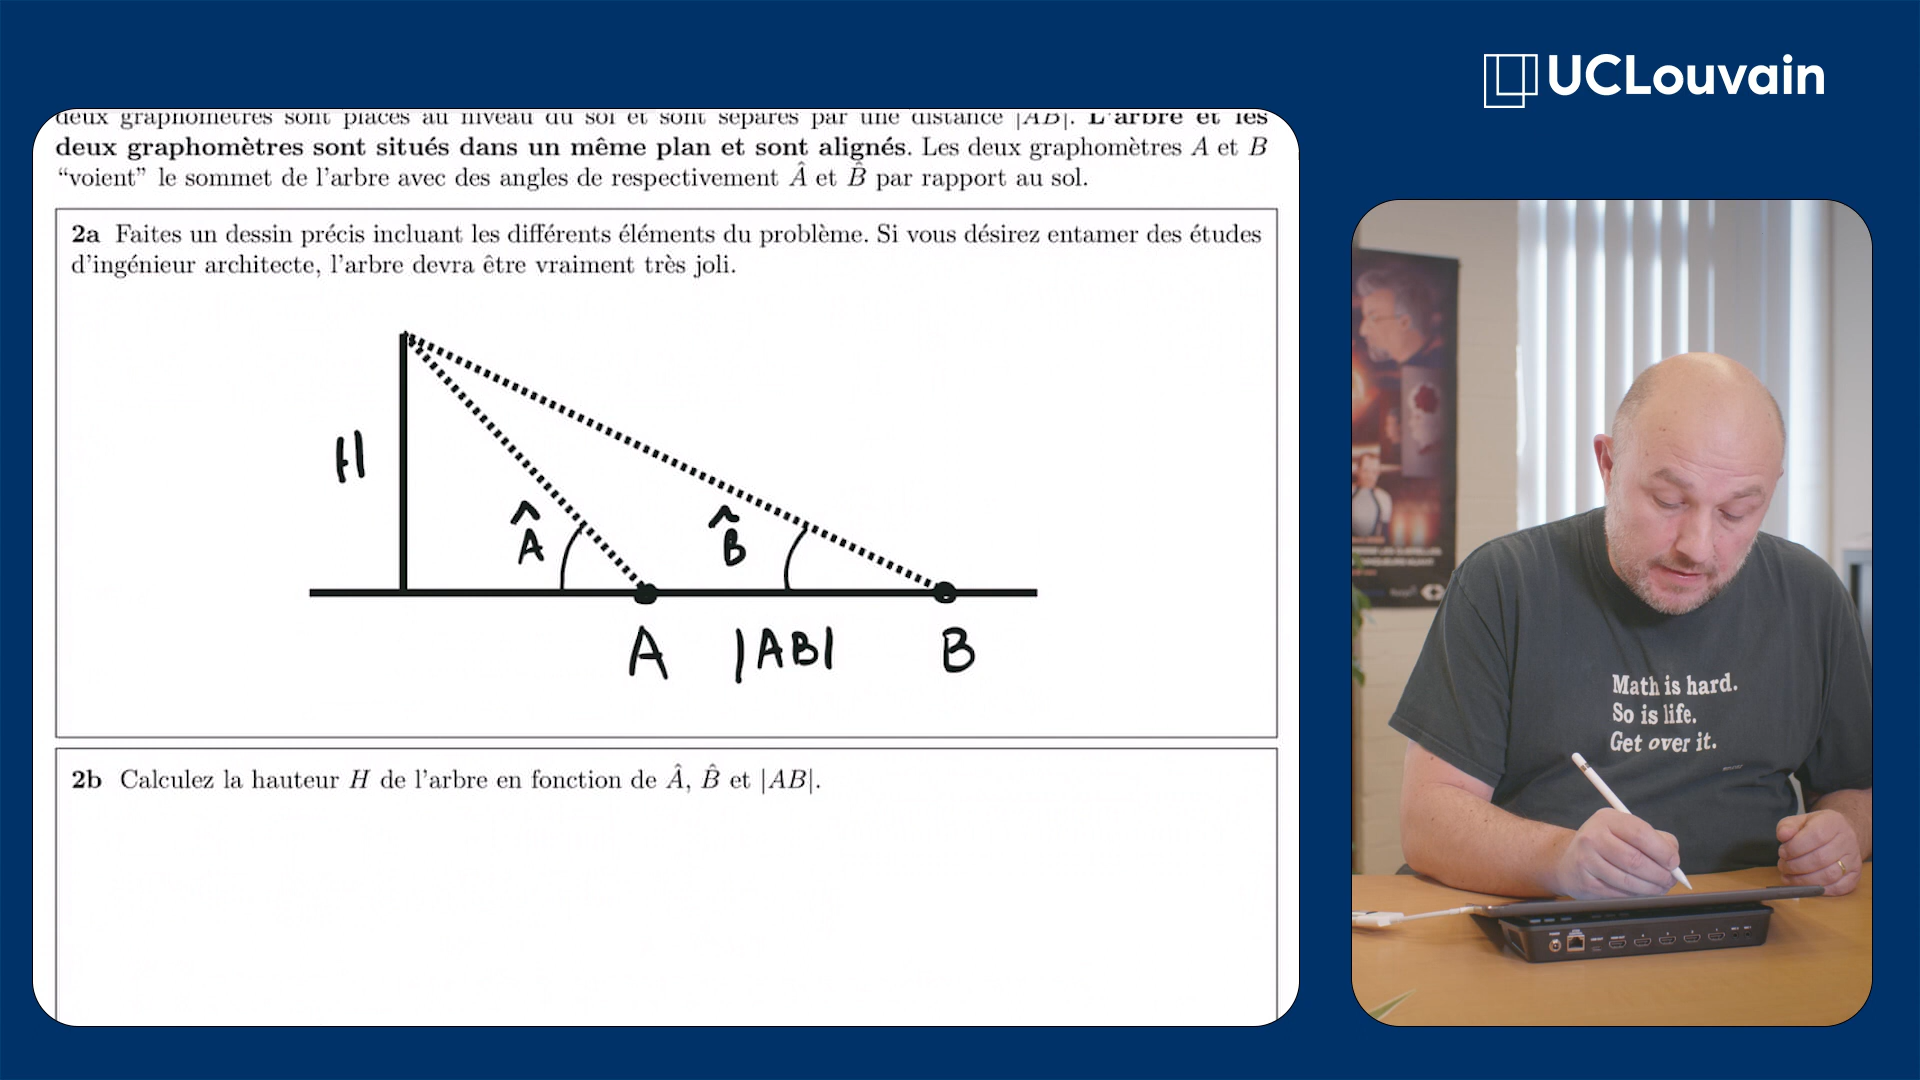 UCLouvain
deux graphomètres sont placés au niveau du sol et sont séparés par une distance |AB|. L'arbre et les
deux graphomètres sont situés dans un même plan et sont alignés. Les deux graphomètres A et B
“voient” le sommet de l'arbre avec des angles de respectivement Â et B̂ par rapport au sol.
2a Faites un dessin précis incluant les différents éléments du problème. Si vous désirez entamer des études
d'ingénieur architecte, l'arbre devra être vraiment très joli.
H
Â
B̂
A
|AB|
B
2b Calculez la hauteur H de l'arbre en fonction de Â, B̂ et |AB|.
Math is hard.
So is life.
Get over it.